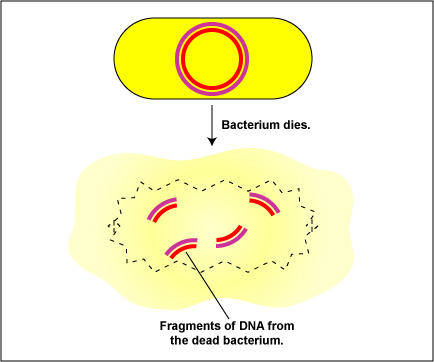 Bacterium dies.
Fragments of DNA from
the dead bacterium.